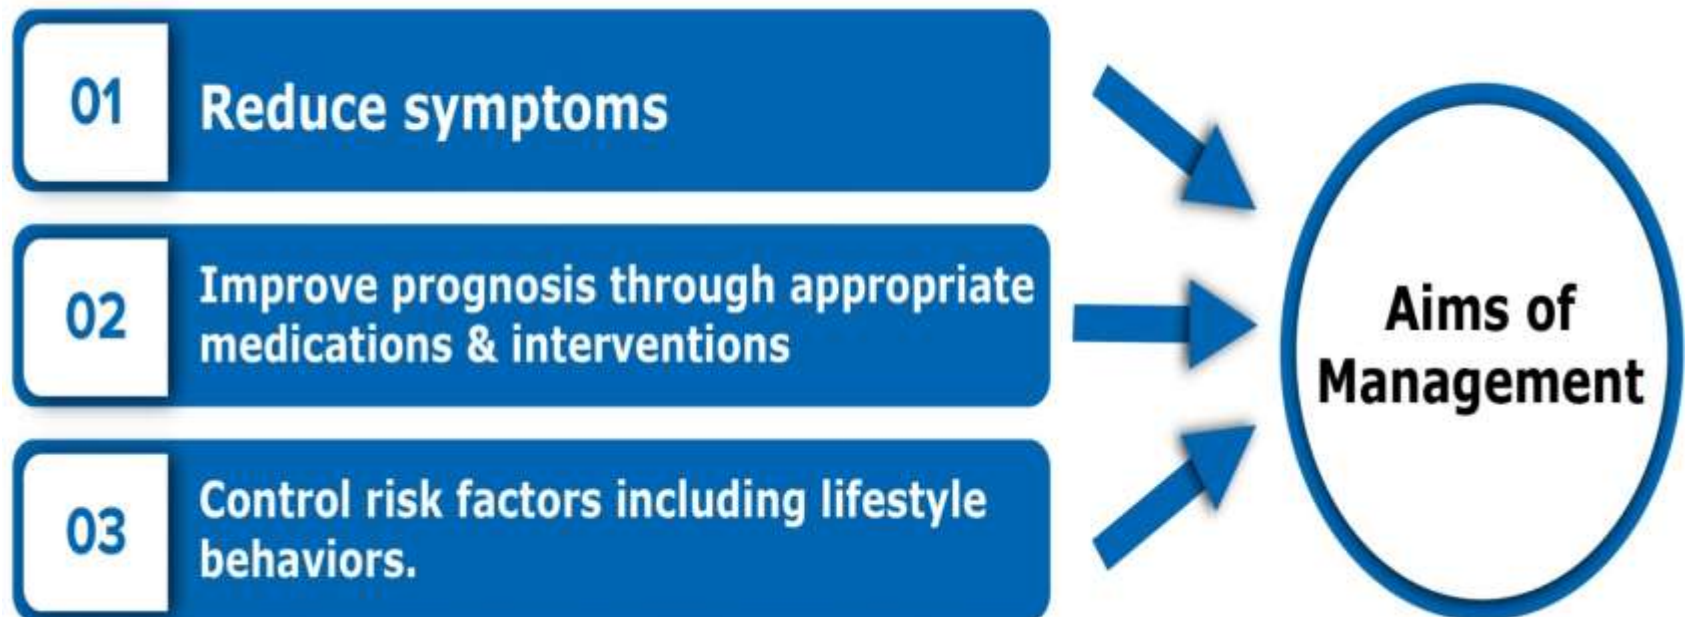 01
Reduce symptoms
02
Improve prognosis through appropriate
medications & interventions
03
Control risk factors including lifestyle
behaviors.
Aims of
Management